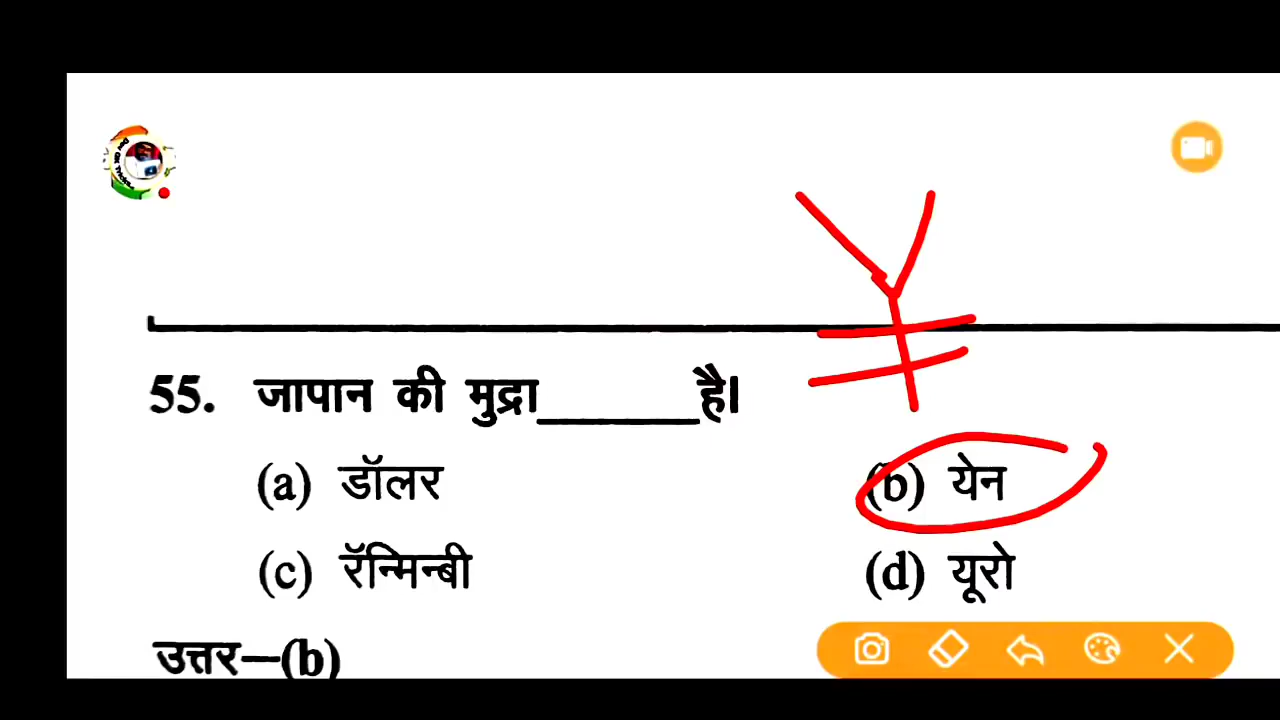 ¥
55. जापान की मुद्रा______है।
(a) डॉलर (b) येन
(c) रॅन्मिन्बी (d) यूरो
उत्तर—(b)